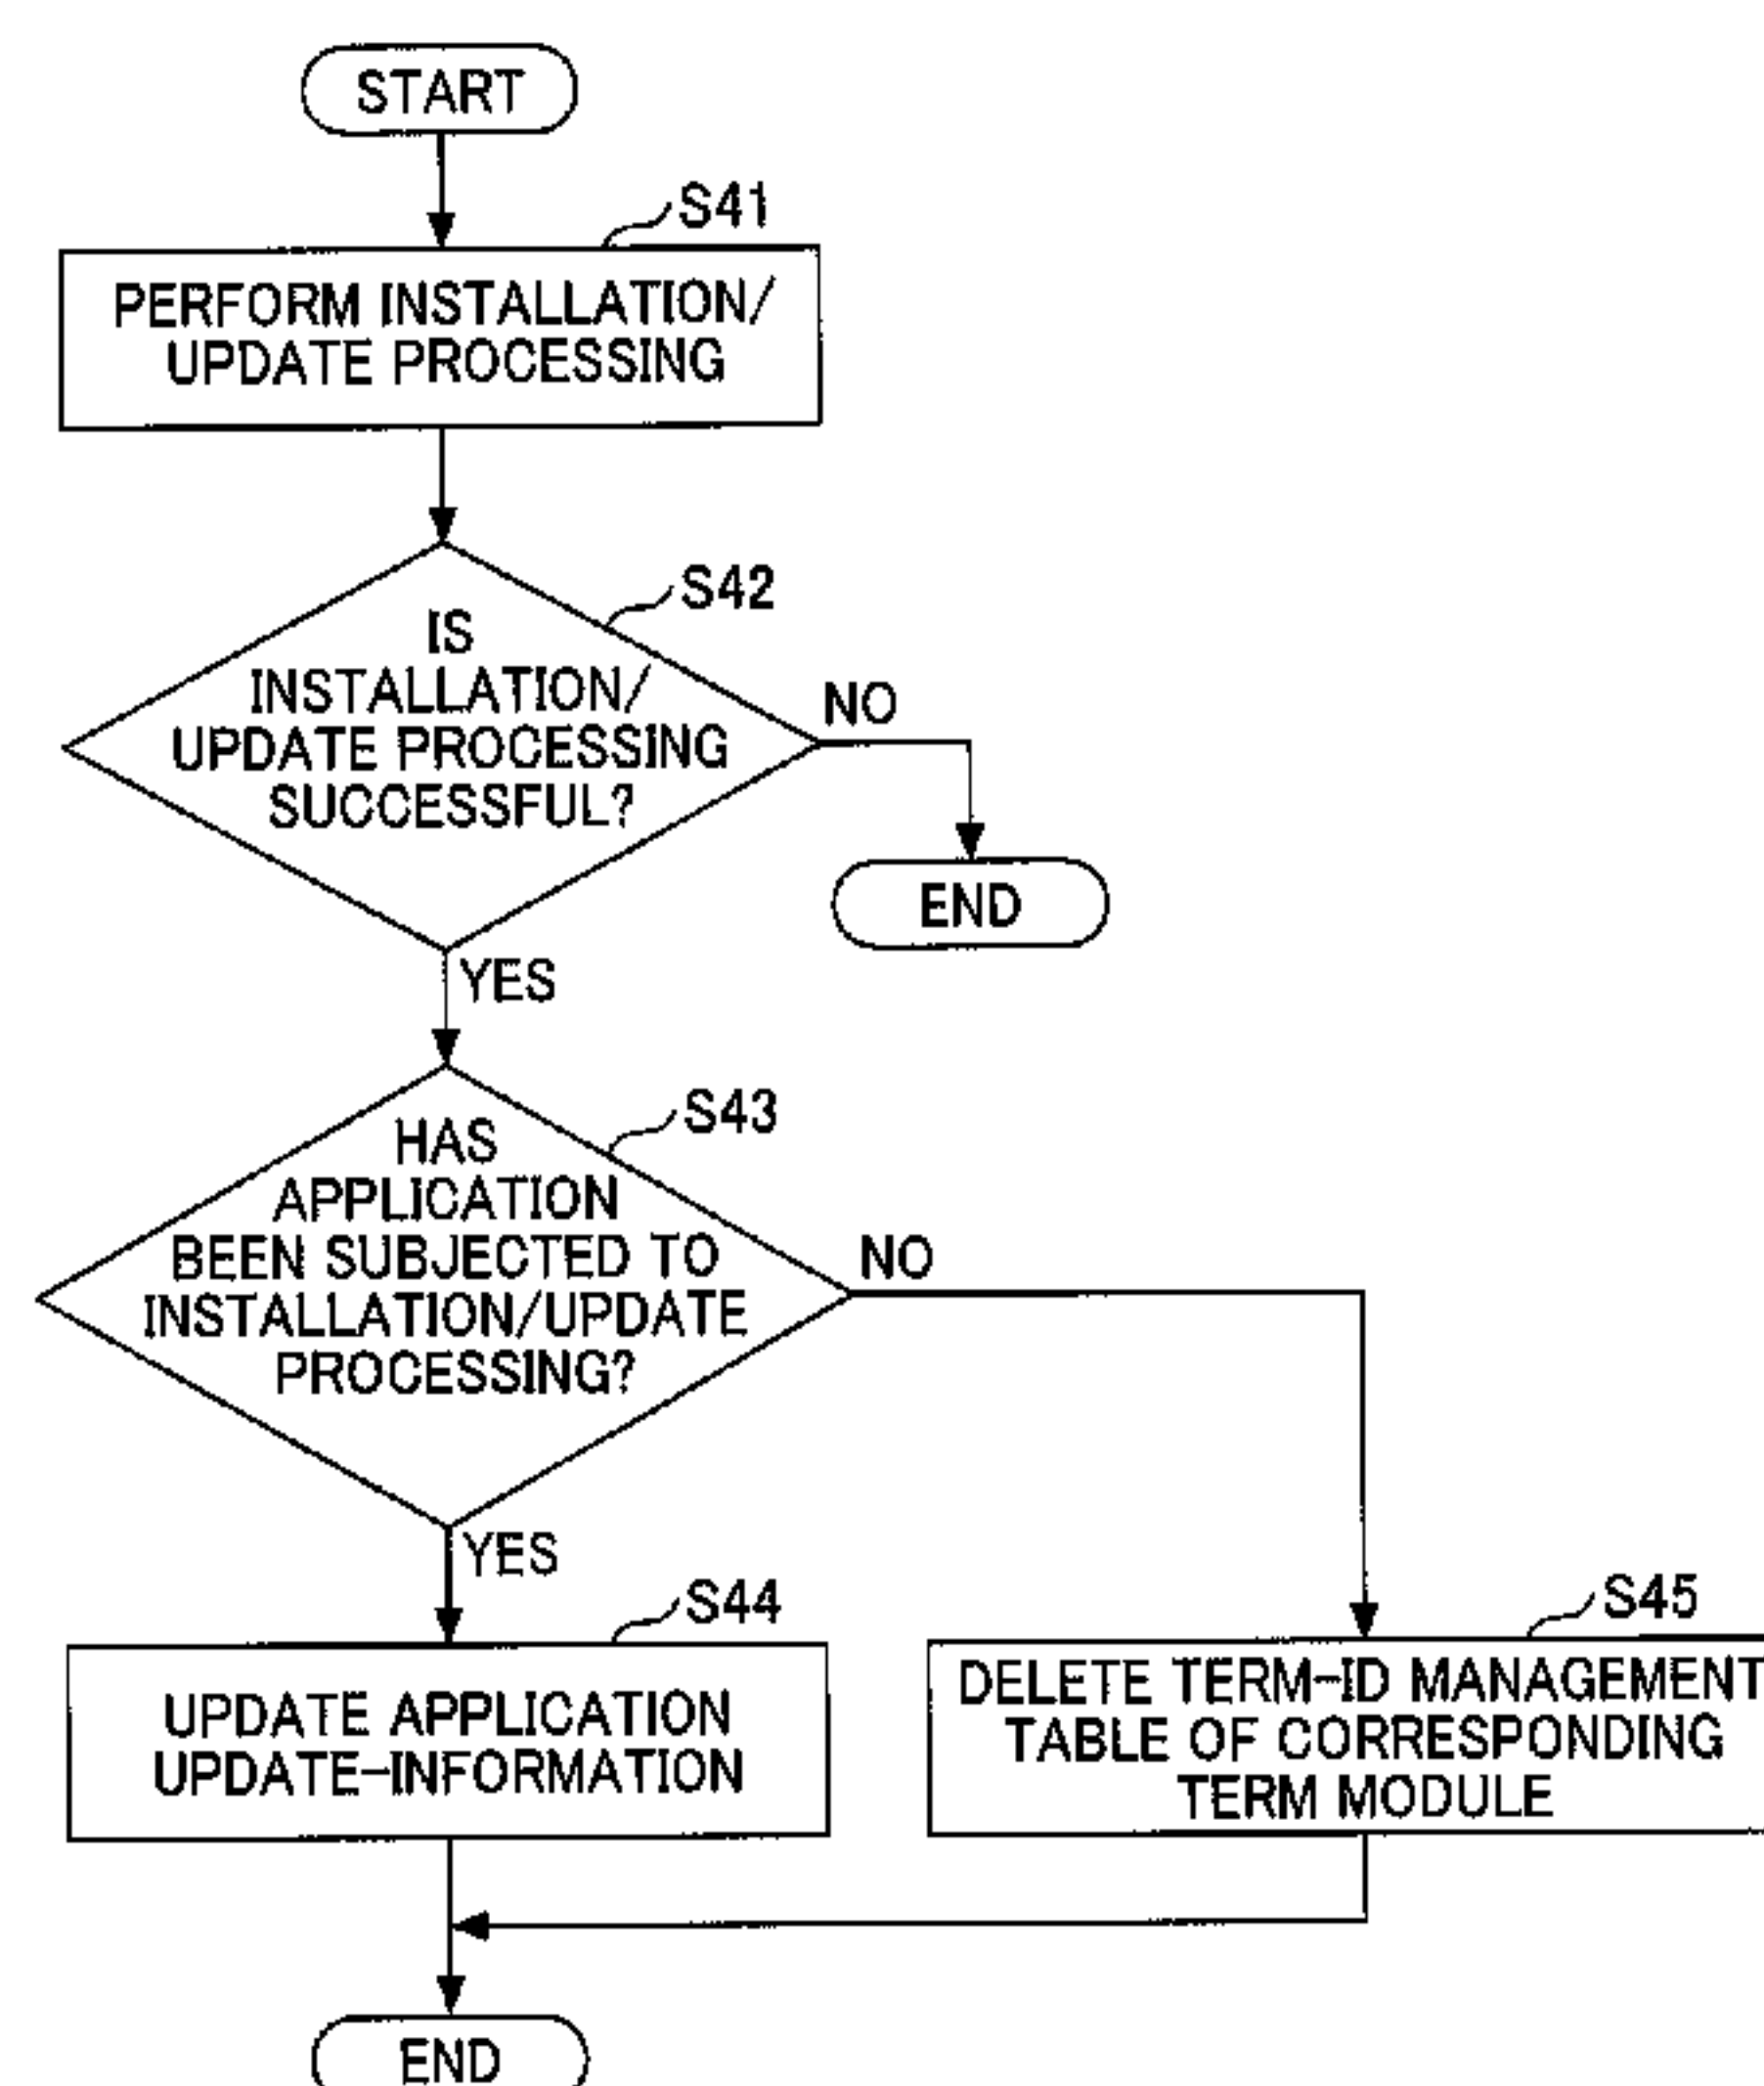 START
S41
PERFORM INSTALLATION/
UPDATE PROCESSING
S42
IS
INSTALLATION/
UPDATE PROCESSING
SUCCESSFUL?
NO
END
YES
S43
HAS
APPLICATION
BEEN SUBJECTED TO
INSTALLATION/UPDATE
PROCESSING?
NO
YES
S44
UPDATE APPLICATION
UPDATE-INFORMATION
S45
DELETE TERM-ID MANAGEMENT
TABLE OF CORRESPONDING
TERM MODULE
END